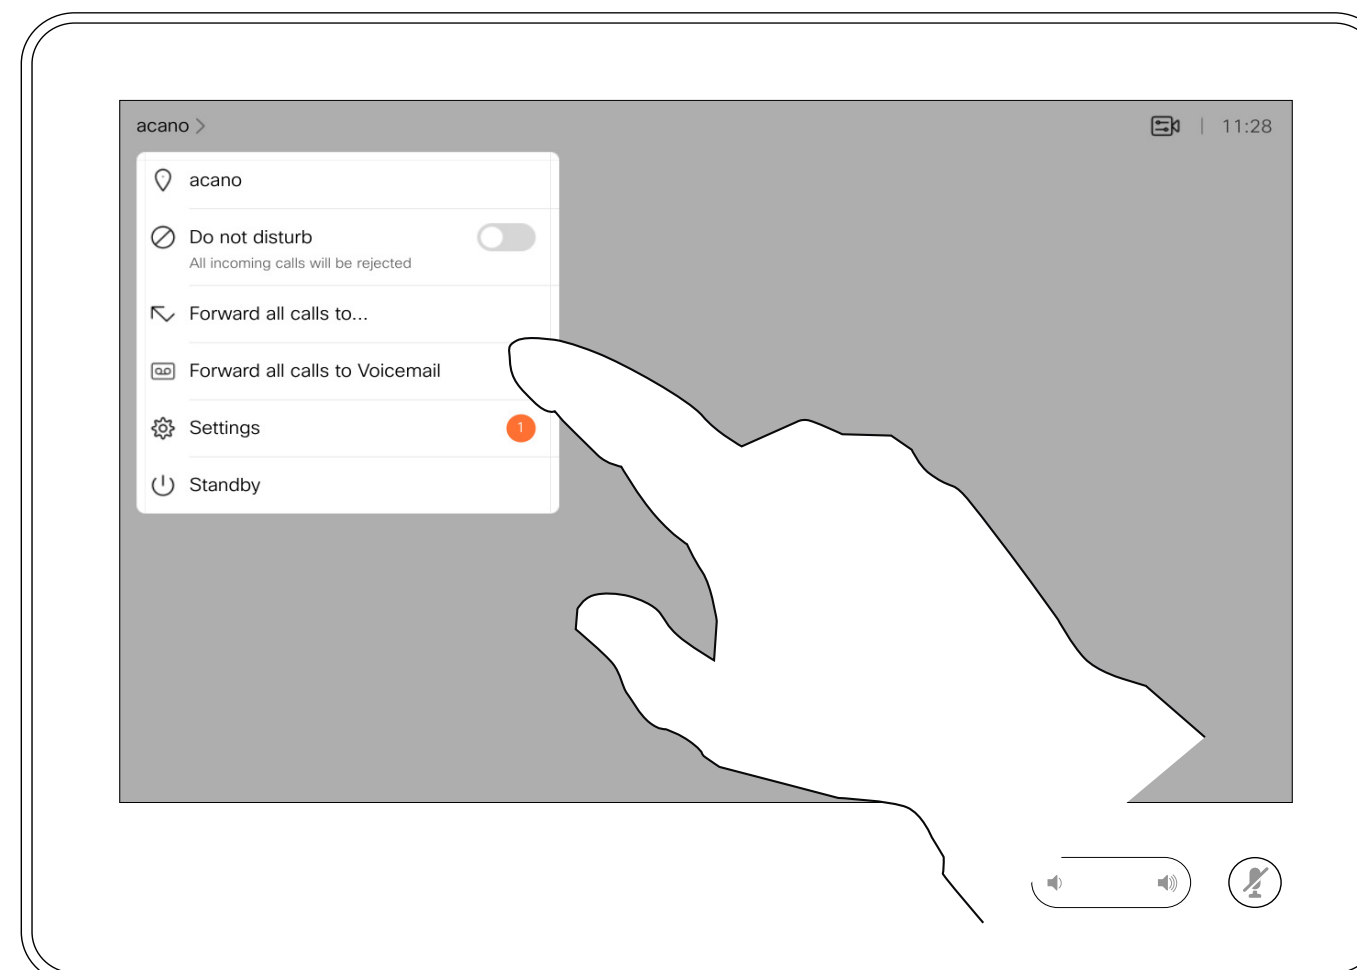 acano
11:28
acano
Do not disturb
All incoming calls will be rejected
Forward all calls to...
Forward all calls to Voicemail
Settings
1
Standby